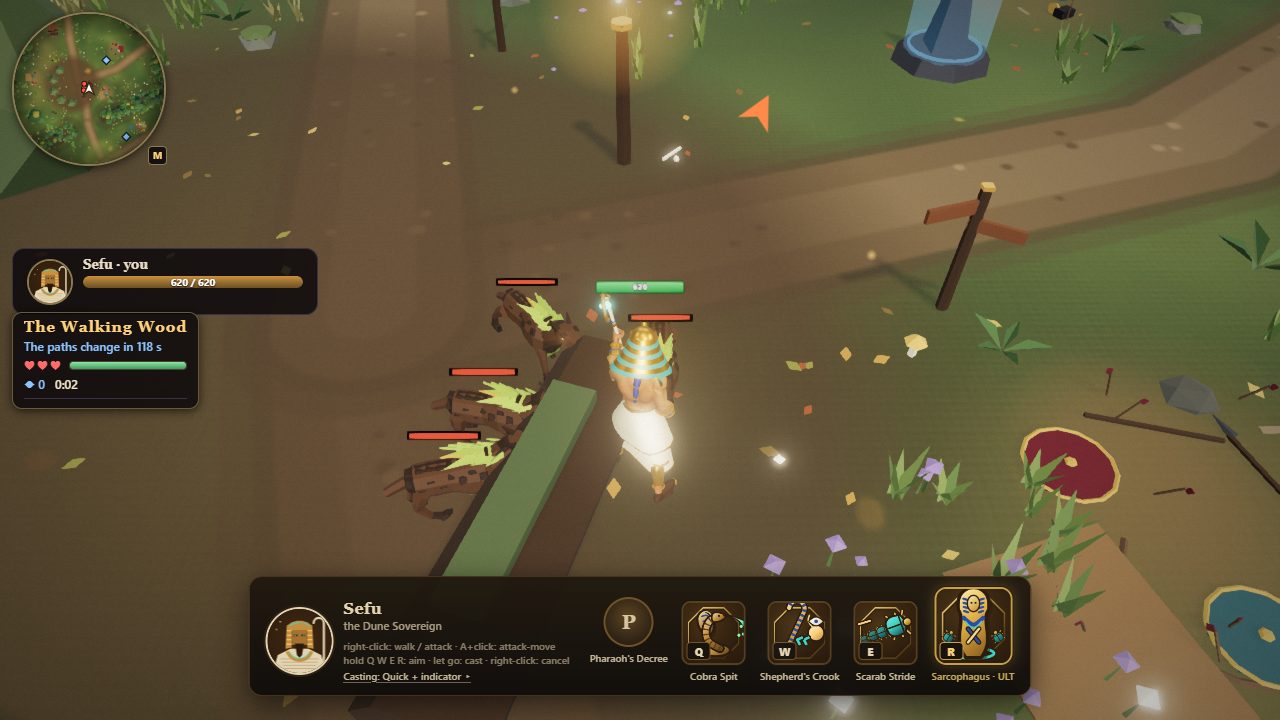 M
Sefu · you
620 / 620
The Walking Wood
The paths change in 118 s
0 0:02
620
Sefu
the Dune Sovereign
right-click: walk / attack · A+click: attack-move
hold Q W E R: aim · let go: cast · right-click: cancel
Casting: Quick + indicator ▸
P
Pharaoh's Decree
Q
Cobra Spit
W
Shepherd's Crook
E
Scarab Stride
R
Sarcophagus · ULT